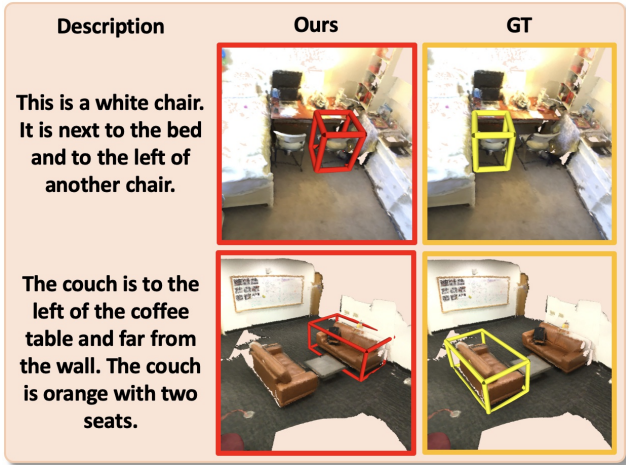 Description
Ours
GT
This is a white chair.
It is next to the bed
and to the left of
another chair.
The couch is to the
left of the coffee
table and far from
the wall. The couch
is orange with two
seats.